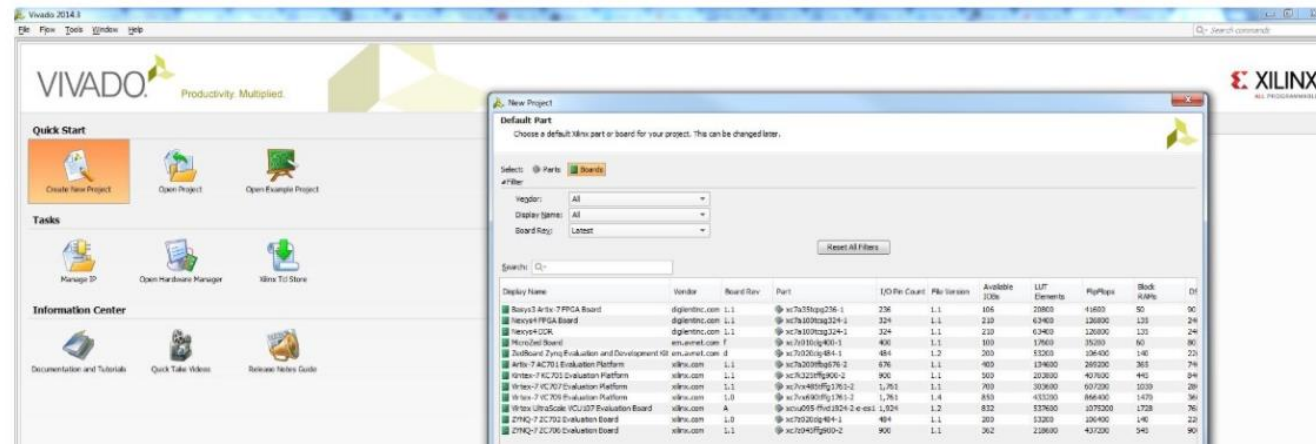 Vivado 2014.3
File Flow Tools Window Help
Search commands
VIVADO. Productivity. Multiplied.
XILINX
ALL PROGRAMMABLE
Quick Start
Create New Project Open Project Open Example Project
Tasks
Manage IP Open Hardware Manager Xilinx Tcl Store
Information Center
Documentation and Tutorials Quick Take Videos Release Notes Guide
New Project
Default Part
Choose a default Xilinx part or board for your project. This can be changed later.
Select: Parts Boards
Filter
Vendor: All
Display Name: All
Board Rev: Latest
Reset All Filters
Search:
Display Name Vendor Board Rev Part I/O Pin Count File Version Available IOBs LUT Elements FlipFlops Block RAMs
Basys3 Artix-7 FPGA Board digilentinc.com 1.1 xc7a35tcpg236-1 236 1.1 106 20800 41600 50 90
Nexys4 FPGA Board digilentinc.com 1.1 xc7a100tcsg324-1 324 1.1 210 63400 126800 135
Nexys4 DDR digilentinc.com 1.1 xc7a100tcsg324-1 324 1.1 210 63400 126800 135
MicroZed Board em.avnet.com f xc7z010clg400-1 400 1.1 100 17600 35200 60 80
ZedBoard Zynq Evaluation and Development Kit em.avnet.com d xc7z020clg484-1 484 1.2 200 53200 106400 140
Artix-7 AC701 Evaluation Platform xilinx.com 1.1 xc7a200tfbg676-2 676 1.1 400 134600 269200 365
Kintex-7 KC705 Evaluation Platform xilinx.com 1.1 xc7k325tffg900-2 900 1.1 500 203800 407600 445
Virtex-7 VC707 Evaluation Platform xilinx.com 1.1 xc7vx485tffg1761-2 1,761 1.1 700 303600 607200 1030
Virtex-7 VC709 Evaluation Platform xilinx.com 1.0 xc7vx690tffg1761-2 1,761 1.4 850 433200 866400 1470
Virtex UltraScale VCU107 Evaluation Board xilinx.com A xcvu095-ffvd1924-2-e-es1 1,924 1.2 832 537600 1075200 1728
ZYNQ-7 ZC702 Evaluation Board xilinx.com 1.0 xc7z020clg484-1 484 1.1 200 53200 106400 140
ZYNQ-7 ZC706 Evaluation Board xilinx.com 1.1 xc7z045ffg900-2 900 1.1 362 218600 437200 545